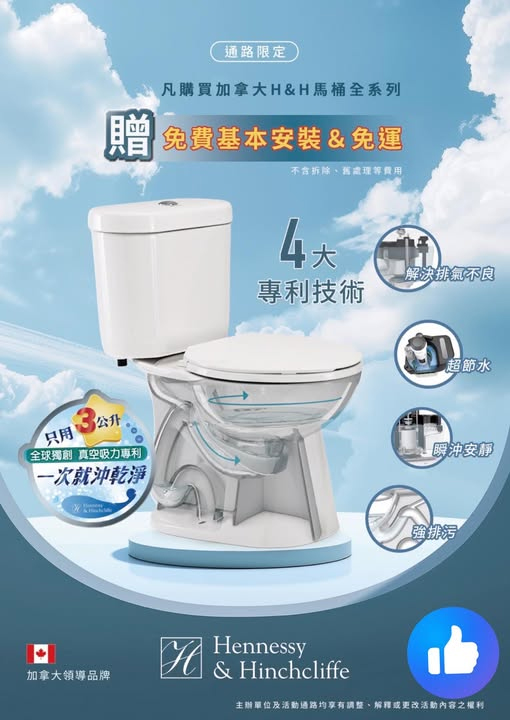 通路限定
凡購買加拿大H&H馬桶全系列
贈 免費基本安裝&免運
不含拆除、舊處理等費用
4大
專利技術
解決排氣不良
超節水
瞬沖安靜
強排污
只用3公升
全球獨創 真空吸力專利
一次就沖乾淨
Hennessy
& Hinchcliffe
加拿大領導品牌
H
Hennessy
& Hinchcliffe
主辦單位及活動通路均享有調整、解釋或更改活動內容之權利